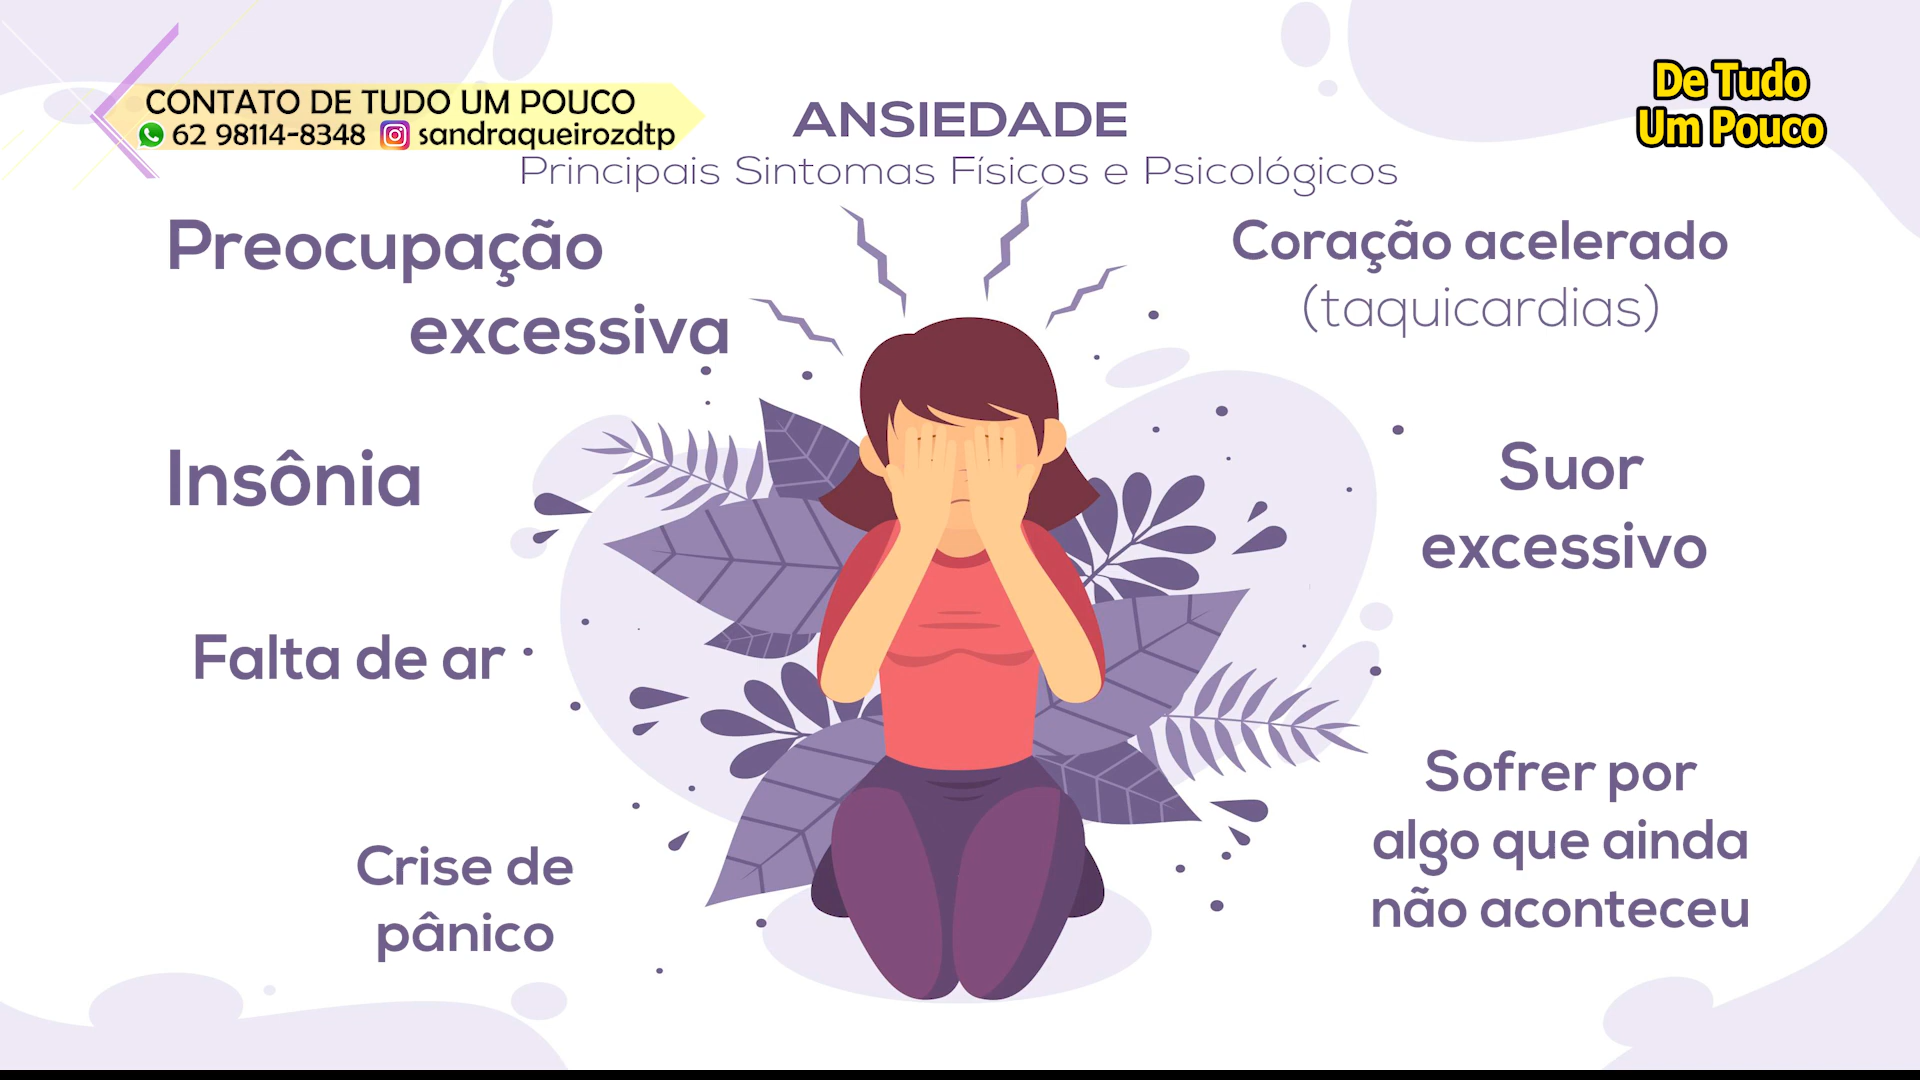 CONTATO DE TUDO UM POUCO
62 98114-8348 sandraqueirozdtp
De Tudo
Um Pouco
ANSIEDADE
Principais Sintomas Físicos e Psicológicos
Preocupação
excessiva
Insônia
Falta de ar
Crise de
pânico
Coração acelerado
(taquicardias)
Suor
excessivo
Sofrer por
algo que ainda
não aconteceu